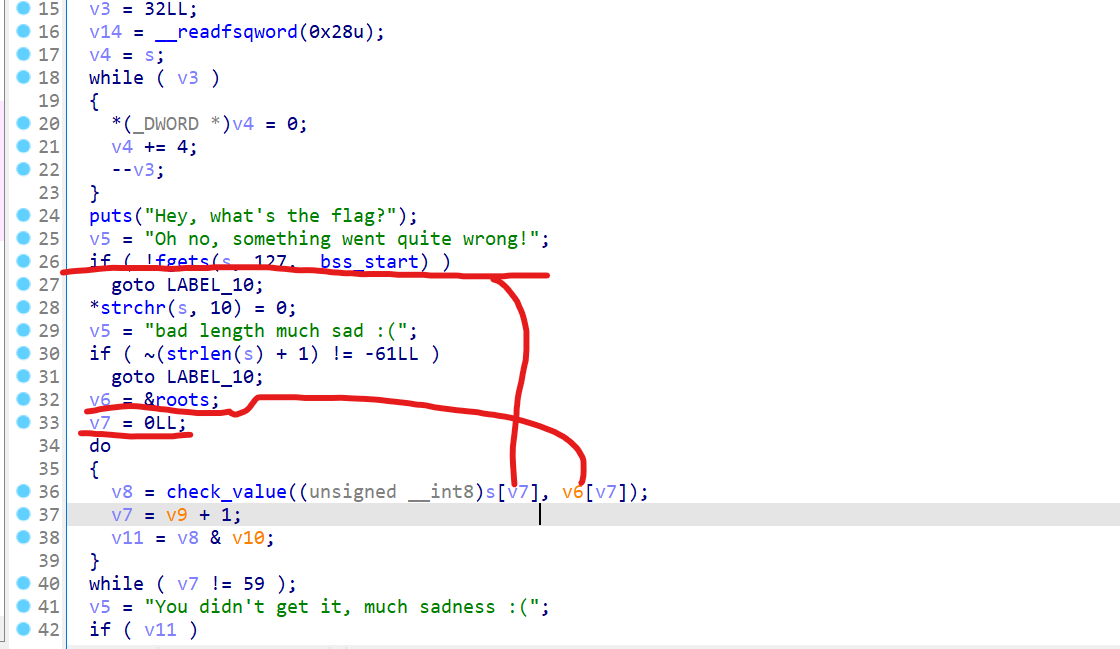 15 v3 = 32LL;
16 v14 = __readfsqword(0x28u);
17 v4 = s;
18 while ( v3 )
19 {
20 *(_DWORD *)v4 = 0;
21 v4 += 4;
22 --v3;
23 }
24 puts("Hey, what's the flag?");
25 v5 = "Oh no, something went quite wrong!";
26 if ( !fgets(s, 127, _bss_start) )
27 goto LABEL_10;
28 *strchr(s, 10) = 0;
29 v5 = "bad length much sad :(";
30 if ( ~(strlen(s) + 1) != -61LL )
31 goto LABEL_10;
32 v6 = &roots;
33 v7 = 0LL;
34 do
35 {
36 v8 = check_value((unsigned __int8)s[v7], v6[v7]);
37 v7 = v9 + 1;
38 v11 = v8 & v10;
39 }
40 while ( v7 != 59 );
41 v5 = "You didn't get it, much sadness :(";
42 if ( v11 )